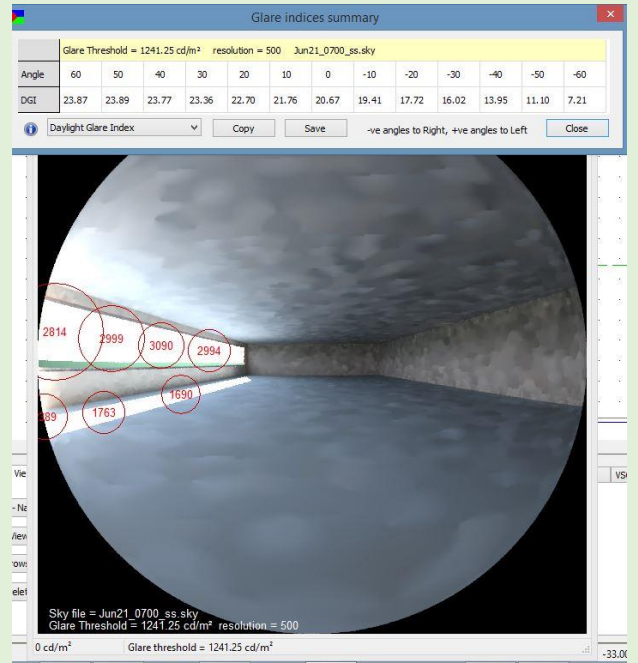 Glare indices summary
Glare Threshold = 1241.25 cd/m² resolution = 500 Jun21_0700_ss.sky
Angle 60 50 40 30 20 10 0 -10 -20 -30 -40 -50 -60
DGI 23.87 23.89 23.77 23.36 22.70 21.76 20.67 19.41 17.72 16.02 13.95 11.10 7.21
Daylight Glare Index Copy Save -ve angles to Right, +ve angles to Left Close
2814
2999
3090
2994
1690
1763
Sky file = Jun21_0700_ss.sky
Glare Threshold = 1241.25 cd/m² resolution = 500
0 cd/m² Glare threshold = 1241.25 cd/m²
-33.00